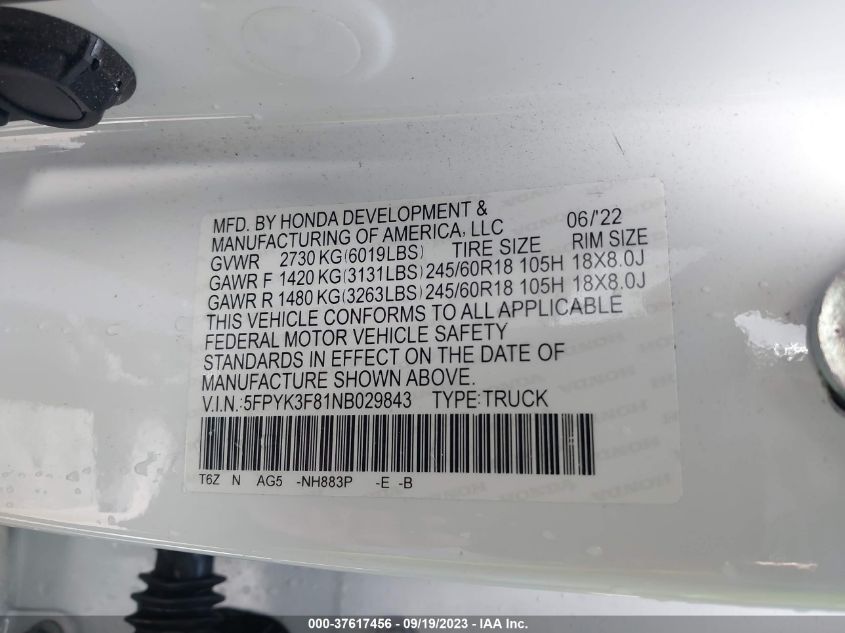 MFD. BY HONDA DEVELOPMENT & 06/'22
MANUFACTURING OF AMERICA, LLC
GVWR 2730 KG(6019LBS) TIRE SIZE RIM SIZE
GAWR F 1420 KG(3131LBS) 245/60R18 105H 18X8.0J
GAWR R 1480 KG(3263LBS) 245/60R18 105H 18X8.0J
THIS VEHICLE CONFORMS TO ALL APPLICABLE
FEDERAL MOTOR VEHICLE SAFETY
STANDARDS IN EFFECT ON THE DATE OF
MANUFACTURE SHOWN ABOVE.
V.I.N.:5FPYK3F81NB029843 TYPE:TRUCK
T6Z N AG5 -NH883P -E -B
000-37617456 - 09/19/2023 - IAA Inc.